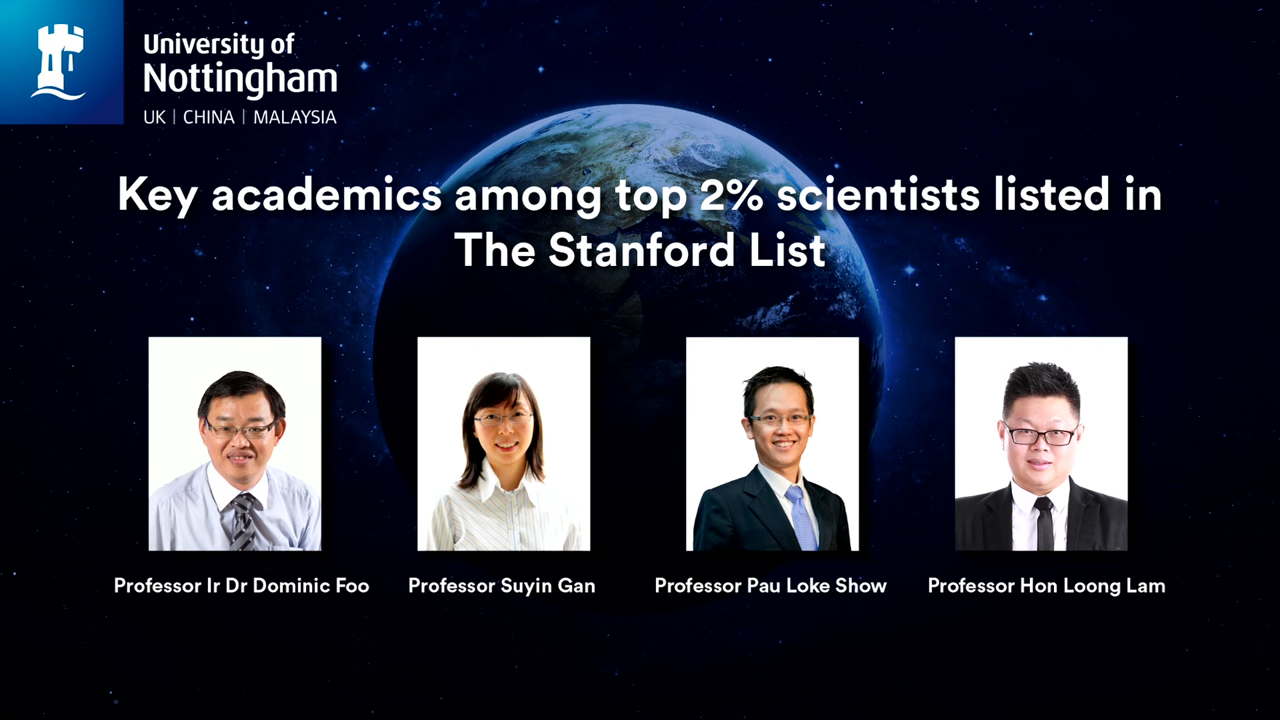 University of
Nottingham
UK | CHINA | MALAYSIA
Key academics among top 2% scientists listed in
The Stanford List
Professor Ir Dr Dominic Foo
Professor Suyin Gan
Professor Pau Loke Show
Professor Hon Loong Lam